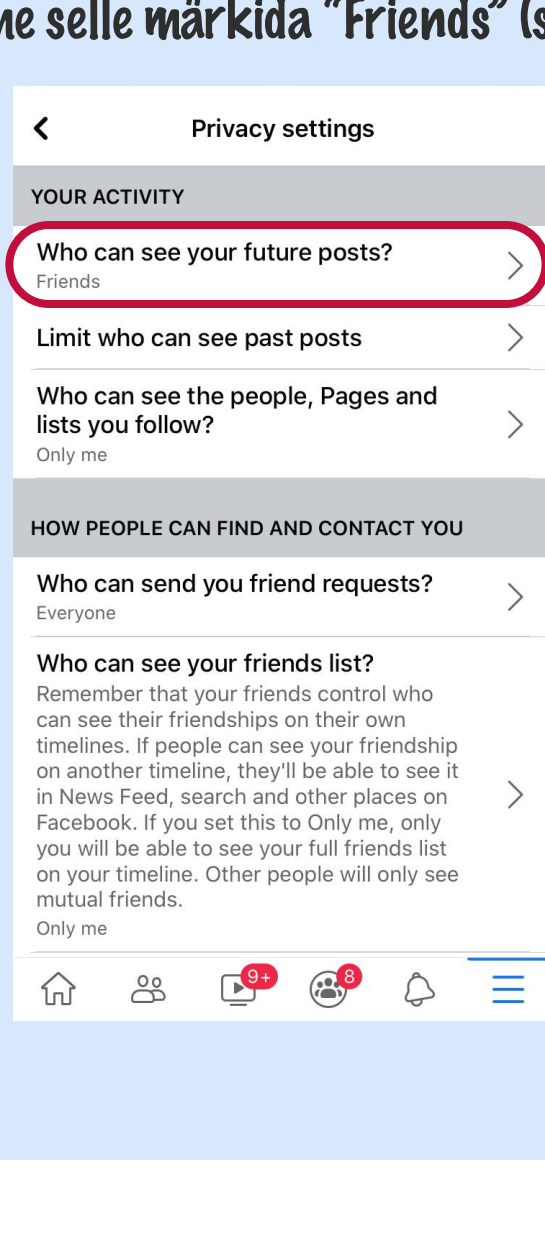 me selle märkida "Friends" (s
Privacy settings
YOUR ACTIVITY
Who can see your future posts?
Friends
Limit who can see past posts
Who can see the people, Pages and
lists you follow?
Only me
HOW PEOPLE CAN FIND AND CONTACT YOU
Who can send you friend requests?
Everyone
Who can see your friends list?
Remember that your friends control who
can see their friendships on their own
timelines. If people can see your friendship
on another timeline, they'll be able to see it
in News Feed, search and other places on
Facebook. If you set this to Only me, only
you will be able to see your full friends list
on your timeline. Other people will only see
mutual friends.
Only me
9+ 8